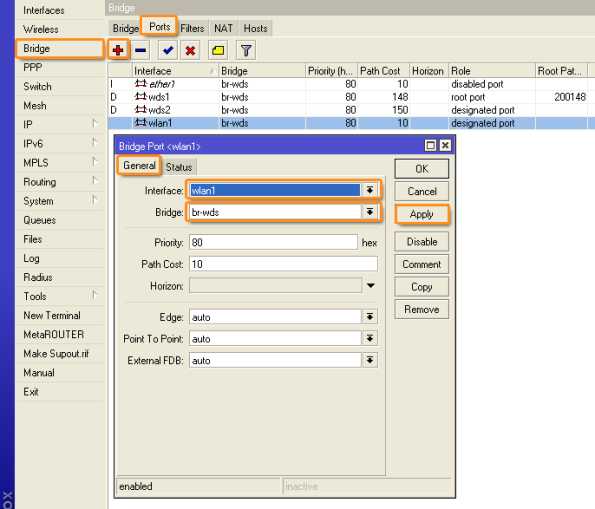 Interfaces
Wireless
Bridge
PPP
Switch
Mesh
IP
IPv6
MPLS
Routing
System
Queues
Files
Log
Radius
Tools
New Terminal
MetaROUTER
Make Supout.rif
Manual
Exit
Bridge
Bridge Ports Filters NAT Hosts
Interface Bridge Priority (h... Path Cost Horizon Role Root Pat...
I ether1 br-wds 80 10 disabled port
D wds1 br-wds 80 148 root port 200148
D wds2 br-wds 80 150 designated port
wlan1 br-wds 80 10 designated port
Bridge Port <wlan1>
General Status
Interface: wlan1
Bridge: br-wds
Priority: 80 hex
Path Cost: 10
Horizon:
Edge: auto
Point To Point: auto
External FDB: auto
OK
Cancel
Apply
Disable
Comment
Copy
Remove
enabled inactive